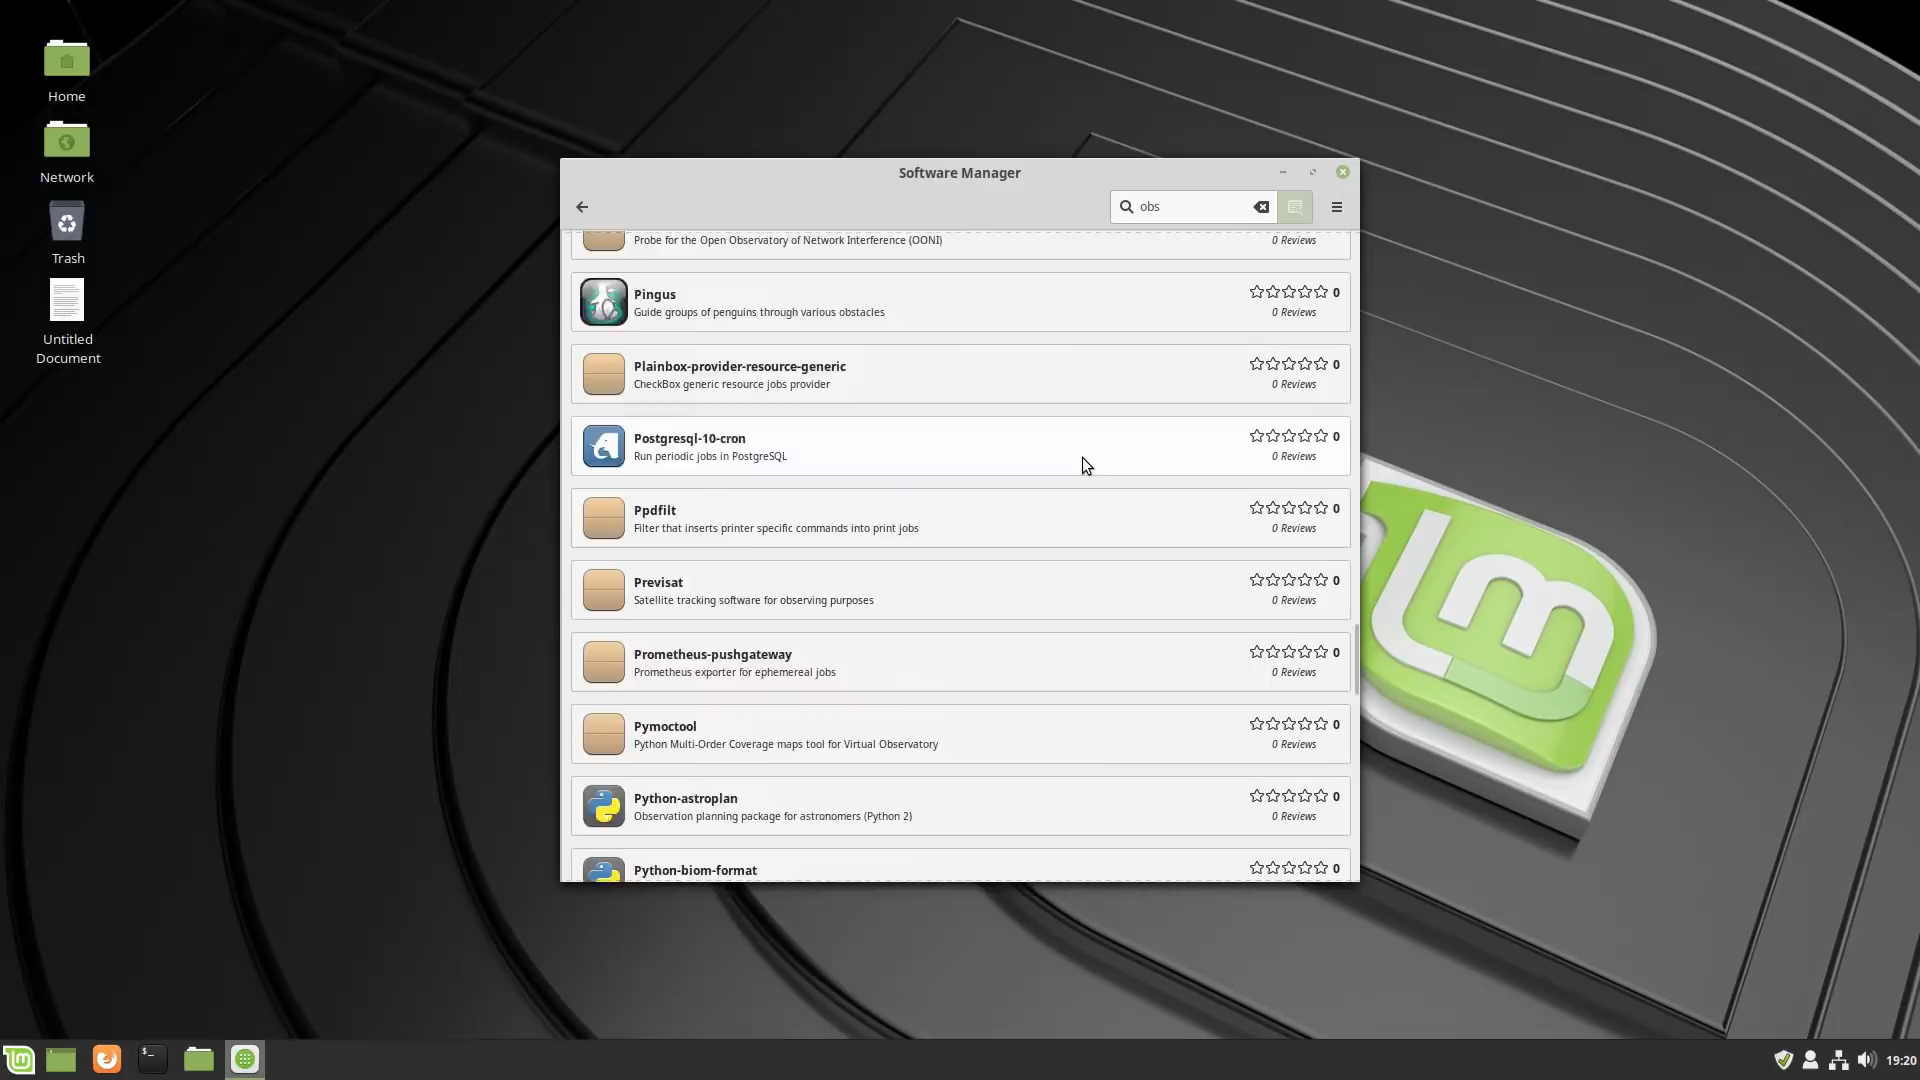 Home
Network
Trash
Untitled
Document
Software Manager
obs
Probe for the Open Observatory of Network Interference (OONI)
0 Reviews
Pingus
0
Guide groups of penguins through various obstacles
0 Reviews
Plainbox-provider-resource-generic
0
CheckBox generic resource jobs provider
0 Reviews
Postgresql-10-cron
0
Run periodic jobs in PostgreSQL
0 Reviews
Ppdfilt
0
Filter that inserts printer specific commands into print jobs
0 Reviews
Previsat
0
Satellite tracking software for observing purposes
0 Reviews
Prometheus-pushgateway
0
Prometheus exporter for ephemereal jobs
0 Reviews
Pymoctool
0
Python Multi-Order Coverage maps tool for Virtual Observatory
0 Reviews
Python-astroplan
0
Observation planning package for astronomers (Python 2)
0 Reviews
Python-biom-format
0
$_
19:20